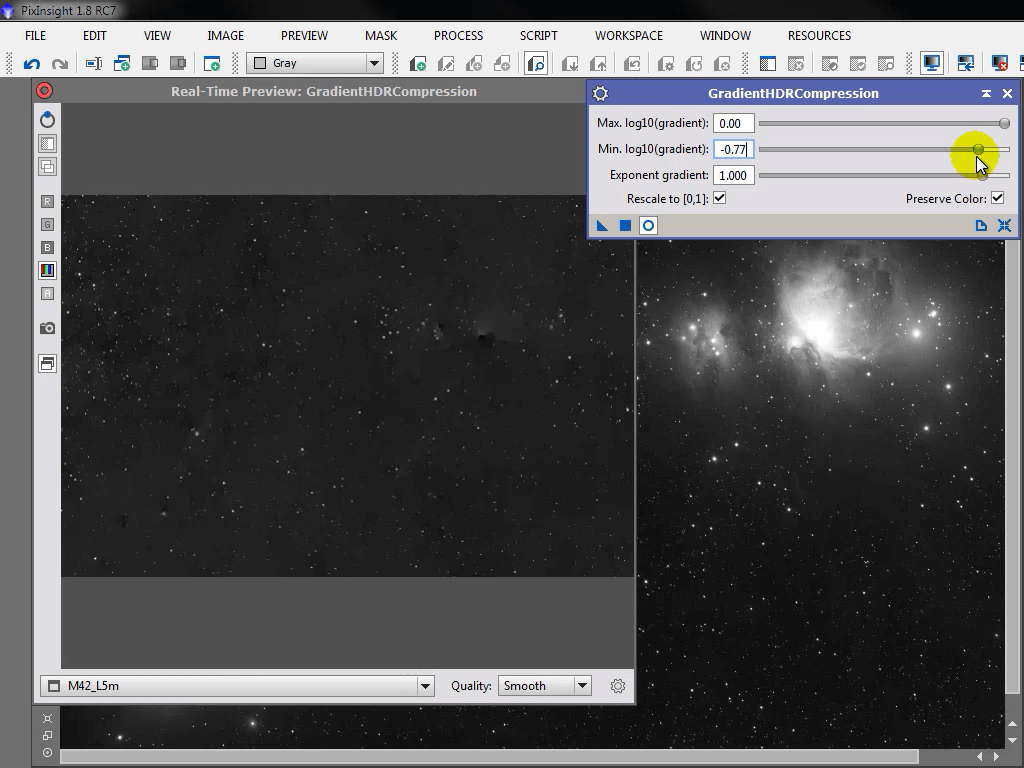 PixInsight 1.8 RC7
FILE EDIT VIEW IMAGE PREVIEW MASK PROCESS SCRIPT WORKSPACE WINDOW RESOURCES
Gray
Real-Time Preview: GradientHDRCompression
GradientHDRCompression
Max. log10(gradient): 0.00
Min. log10(gradient): -0.77
Exponent gradient: 1.000
Rescale to [0,1]: Preserve Color:
R
G
B
A
M42_L5m Quality: Smooth